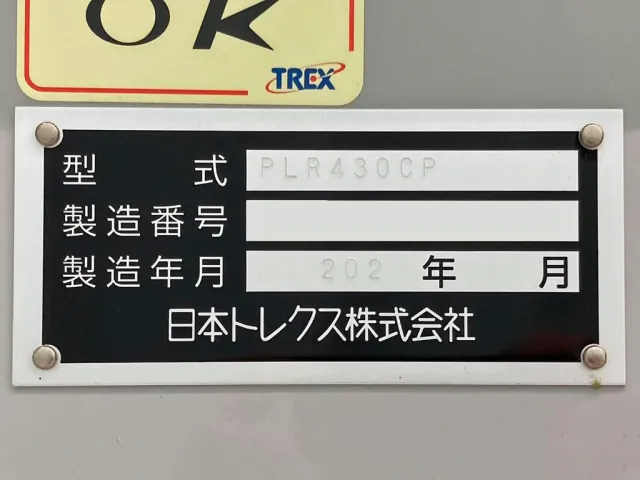 OK
TREX
型 式 PLR430CP
製造番号
製造年月 202 年 月
日本トレクス株式会社